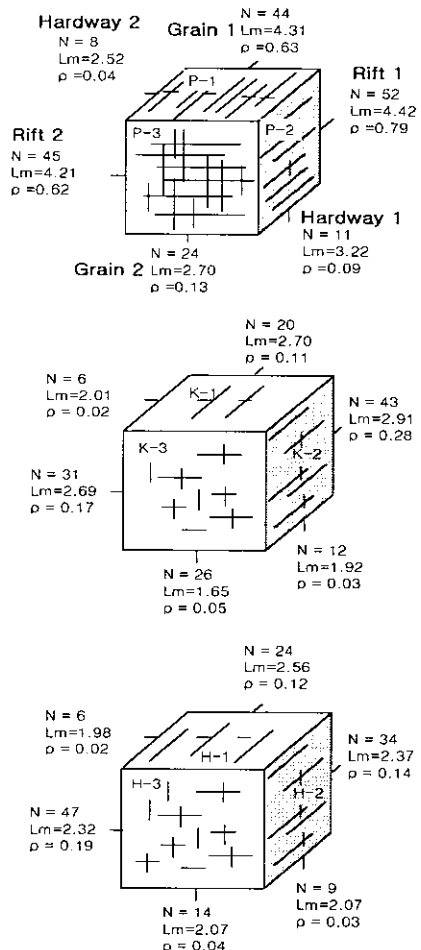 Hardway 2
N = 8
Lm=2.52
ρ =0.04
Grain 1
N = 44
Lm=4.31
ρ =0.63
P-1
Rift 1
N = 52
Lm=4.42
ρ =0.79
P-3
P-2
Rift 2
N = 45
Lm=4.21
ρ =0.62
Hardway 1
N = 11
Lm=3.22
ρ =0.09
Grain 2
N = 24
Lm=2.70
ρ =0.13
N = 20
Lm=2.70
ρ = 0.11
N = 6
Lm=2.01
ρ = 0.02
K-1
N = 43
Lm=2.91
ρ = 0.28
K-3
K-2
N = 31
Lm=2.69
ρ = 0.17
N = 12
Lm=1.92
ρ = 0.03
N = 26
Lm=1.65
ρ = 0.05
N = 24
Lm=2.56
ρ = 0.12
N = 6
Lm=1.98
ρ = 0.02
H-1
N = 34
Lm=2.37
ρ = 0.14
H-3
H-2
N = 47
Lm=2.32
ρ = 0.19
N = 9
Lm=2.07
ρ = 0.03
N = 14
Lm=2.07
ρ = 0.04